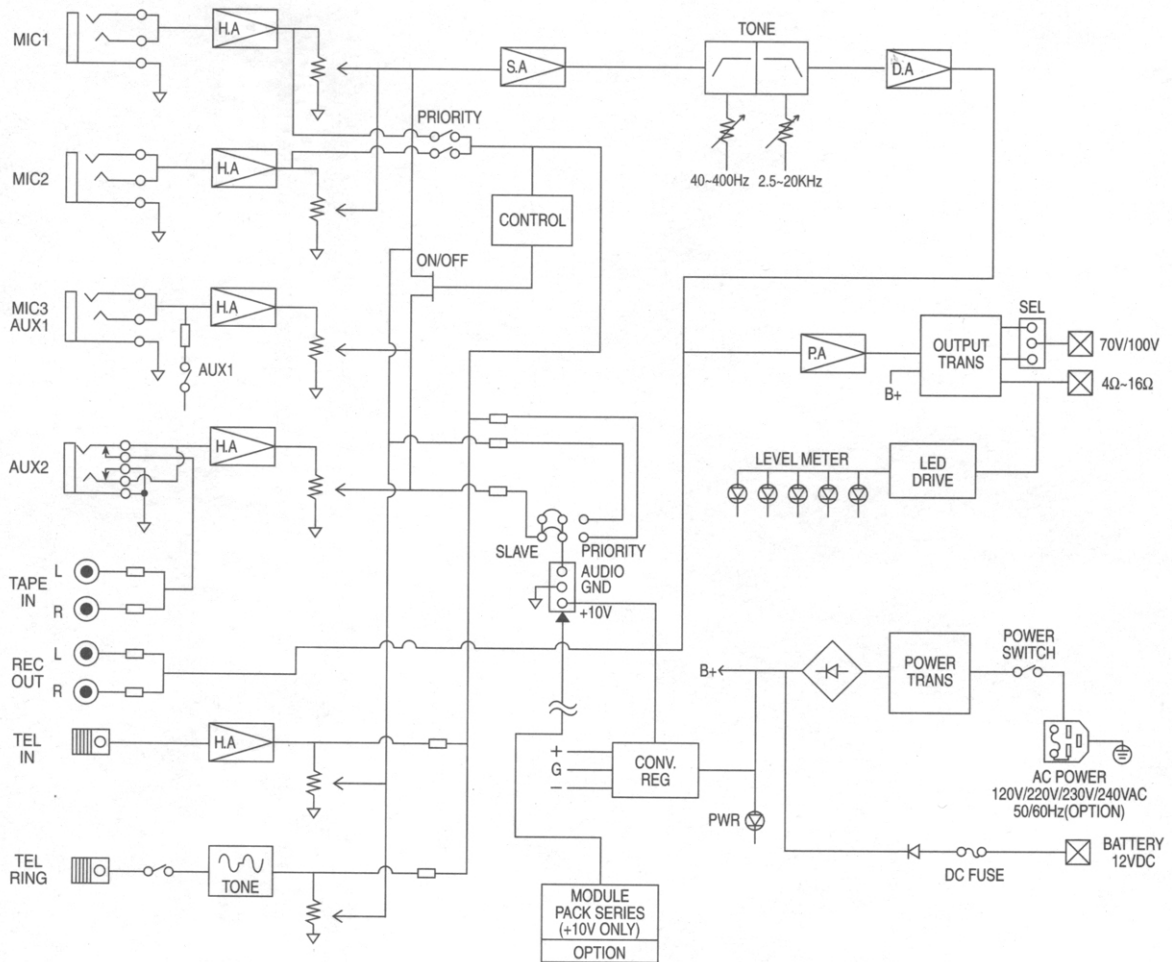 MIC1
H.A
S.A
TONE
D.A
PRIORITY
MIC2
H.A
40~400Hz
2.5~20KHz
CONTROL
ON/OFF
MIC3
AUX1
H.A
AUX1
SEL
P.A
OUTPUT
TRANS
70V/100V
B+
4Ω~16Ω
AUX2
H.A
LEVEL METER
LED
DRIVE
SLAVE
PRIORITY
TAPE
IN
L
R
AUDIO
GND
+10V
REC
OUT
L
R
B+
POWER
TRANS
POWER
SWITCH
TEL
IN
H.A
+
G
−
CONV.
REG
AC POWER
120V/220V/230V/240VAC
50/60Hz(OPTION)
PWR
TEL
RING
TONE
DC FUSE
BATTERY
12VDC
MODULE
PACK SERIES
(+10V ONLY)
OPTION